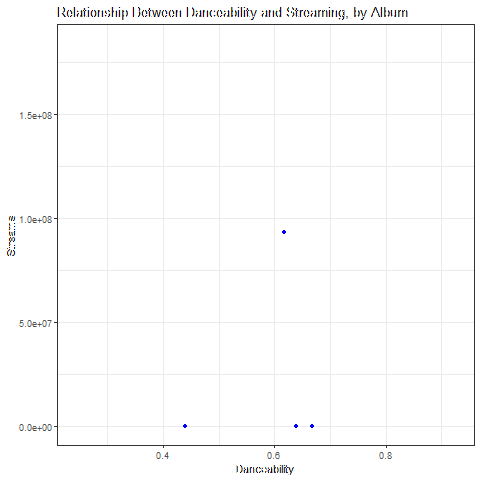 Relationship Between Danceability and Streaming, by Album
1.5e+08
1.0e+08
5.0e+07
0.0e+00
Streams
0.4 0.6 0.8
Danceability